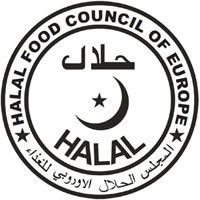 HALAL FOOD COUNCIL OF EUROPE
حلال
HALAL
المجلس الحلال الاوروبي للغذاء